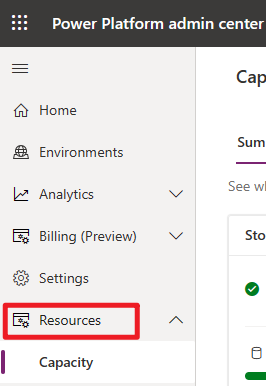 Power Platform admin center
Home
Environments
Analytics
Billing (Preview)
Settings
Resources
Capacity
Cap
Sum
See wh
Sto